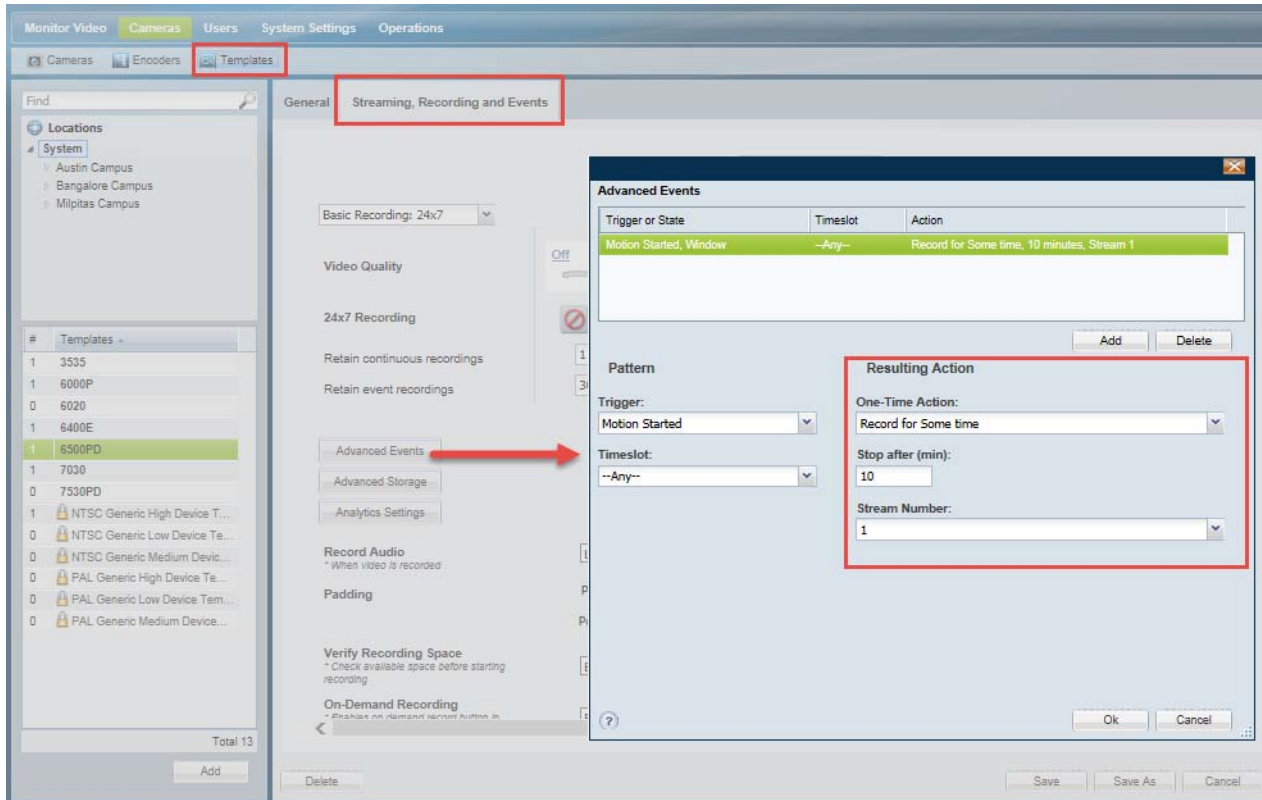 Monitor Video Cameras Users System Settings Operations
Cameras Encoders Templates
Find
Locations
System
Austin Campus
Bangalore Campus
Milpitas Campus
# Templates
1 3535
1 6000P
0 6020
1 6400E
1 6500PD
1 7030
0 7530PD
1 NTSC Generic High Device T...
0 NTSC Generic Low Device Te...
0 NTSC Generic Medium Devic...
0 PAL Generic High Device Te...
0 PAL Generic Low Device Tem...
0 PAL Generic Medium Device...
Total 13
Add
General Streaming, Recording and Events
Basic Recording: 24x7
Video Quality
Off
24x7 Recording
Retain continuous recordings
1
Retain event recordings
Advanced Events
Advanced Storage
Analytics Settings
Record Audio
* When video is recorded
Padding
Verify Recording Space
* Check available space before starting
recording
On-Demand Recording
* Enables on demand record button in
Delete
Save Save As Cancel
Advanced Events
Trigger or State Timeslot Action
Motion Started, Window --Any-- Record for Some time, 10 minutes, Stream 1
Add Delete
Pattern
Trigger:
Motion Started
Timeslot:
--Any--
Resulting Action
One-Time Action:
Record for Some time
Stop after (min):
10
Stream Number:
1
?
Ok Cancel